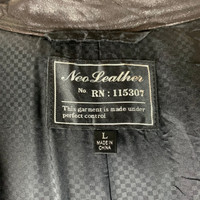 Neo Leather
No. RN : 115307
This garment is made under
perfect control
L
MADE IN
CHINA